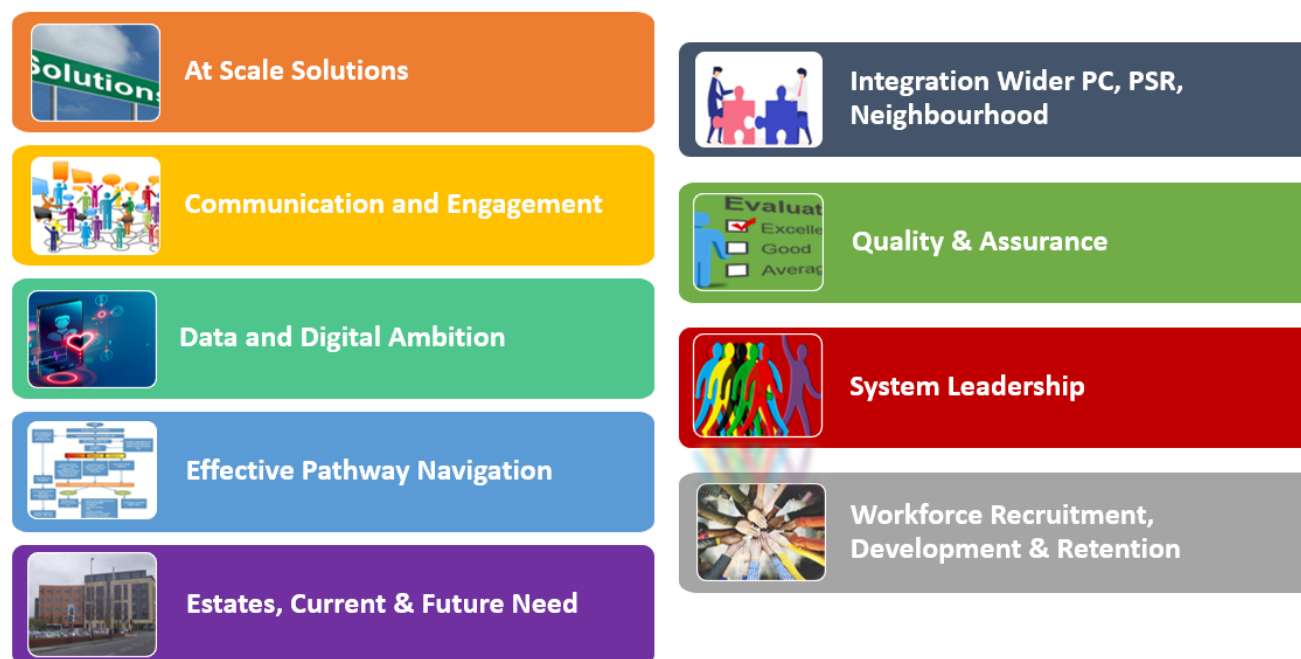 Solutions
At Scale Solutions
Communication and Engagement
Data and Digital Ambition
Effective Pathway Navigation
Estates, Current & Future Need
Integration Wider PC, PSR,
Neighbourhood
Evaluat
Excelle
Good
Averag
Quality & Assurance
System Leadership
Workforce Recruitment,
Development & Retention